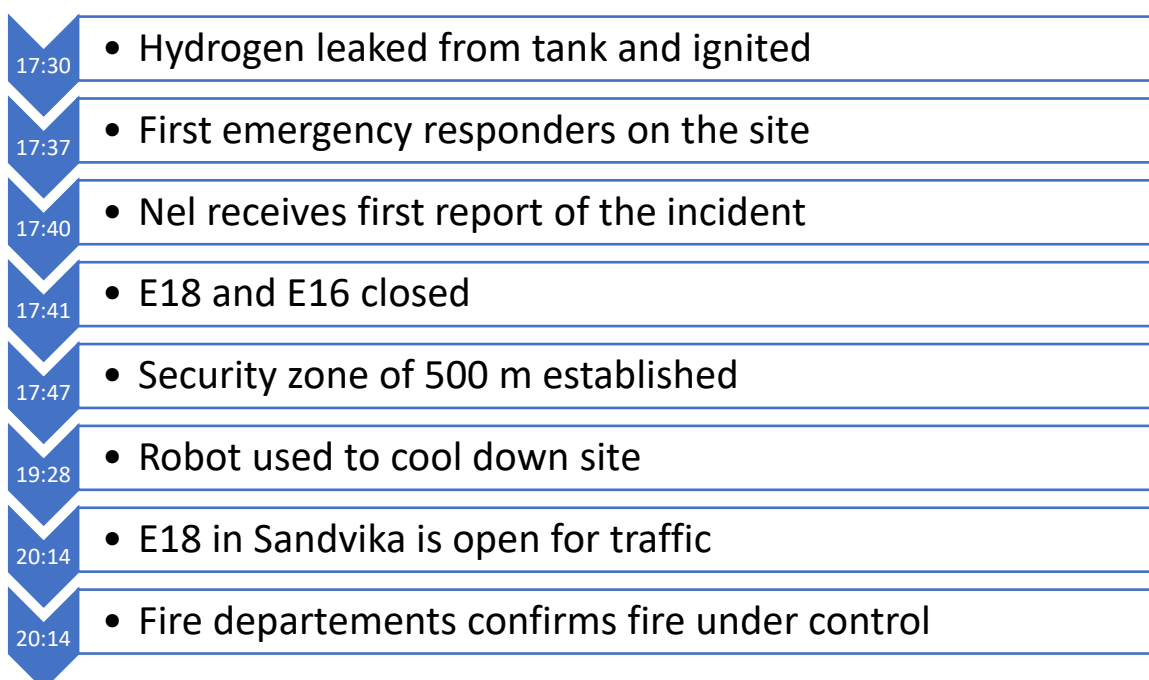 17:30 • Hydrogen leaked from tank and ignited
17:37 • First emergency responders on the site
17:40 • Nel receives first report of the incident
17:41 • E18 and E16 closed
17:47 • Security zone of 500 m established
19:28 • Robot used to cool down site
20:14 • E18 in Sandvika is open for traffic
20:14 • Fire departements confirms fire under control